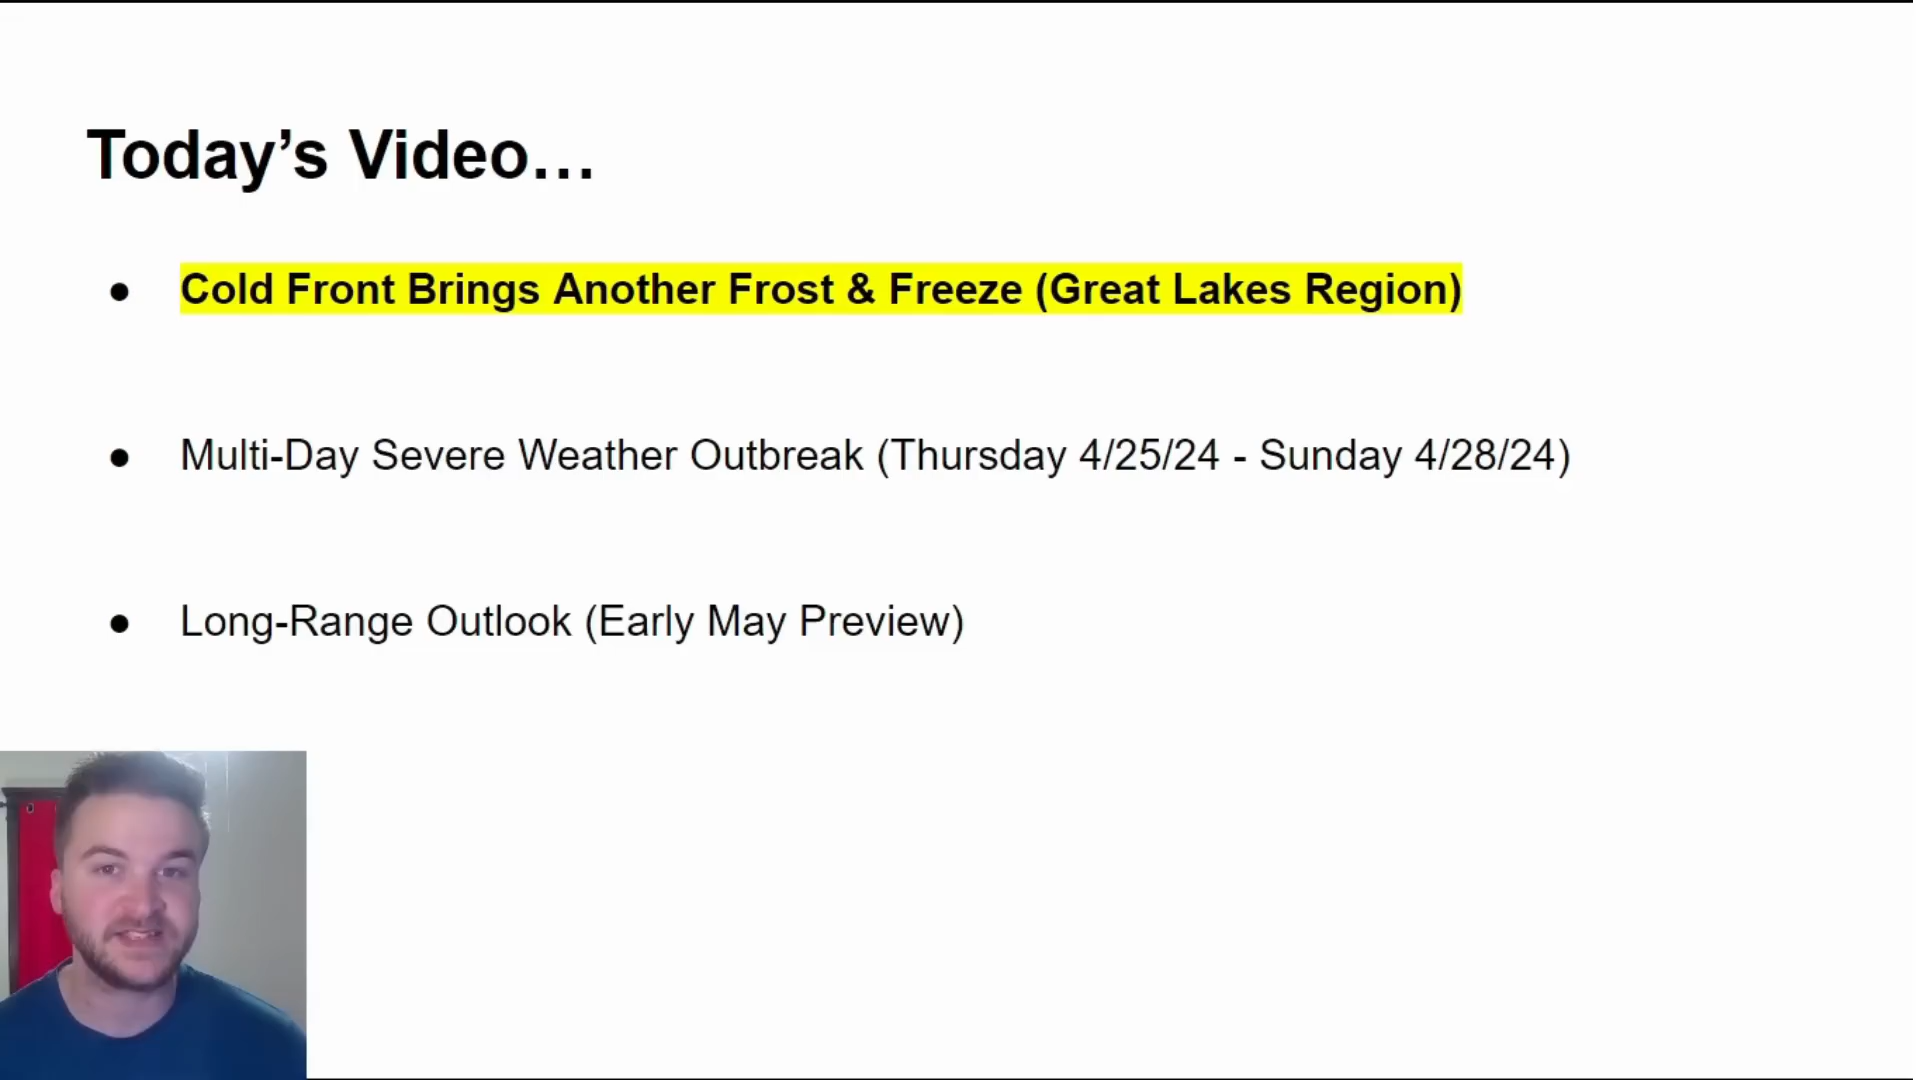 Today’s Video…
● Cold Front Brings Another Frost & Freeze (Great Lakes Region)
● Multi-Day Severe Weather Outbreak (Thursday 4/25/24 - Sunday 4/28/24)
● Long-Range Outlook (Early May Preview)